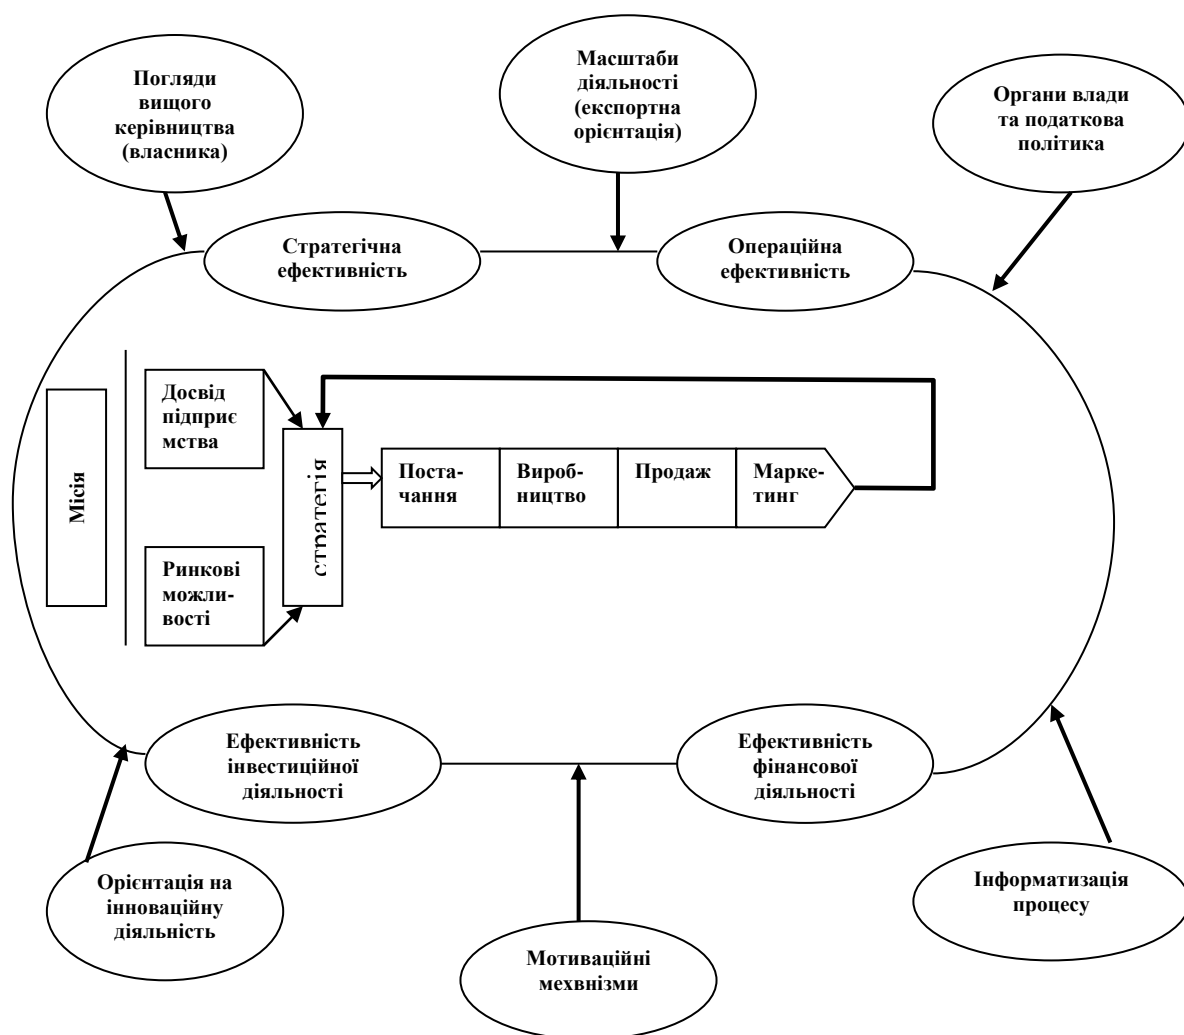 Погляди
вищого
керівництва
(власника)
Масштаби
діяльності
(експортна
орієнтація)
Органи влади
та податкова
політика
Стратегічна
ефективність
Операційна
ефективність
Місія
Досвід
підприє
мства
Ринкові
можли-
вості
стратегія
Поста-
чання
Вироб-
ництво
Продаж
Марке-
тинг
Ефективність
інвестиційної
діяльності
Ефективність
фінансової
діяльності
Орієнтація на
інноваційну
діяльність
Мотиваційні
мехвнізми
Інформатизація
процесу